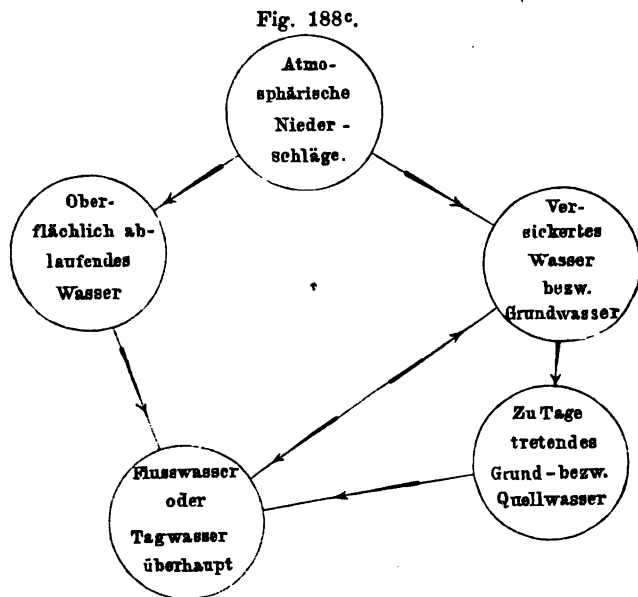 Fig. 188c.
Atmo-
sphärische
Nieder-
schläge.
Ober-
flächlich ab-
laufendes
Wasser
Ver-
sickertes
Wasser
bezw.
Grundwasser
Zu Tage
tretendes
Grund-bezw.
Quellwasser
Flusswasser
oder
Tagwasser
überhaupt